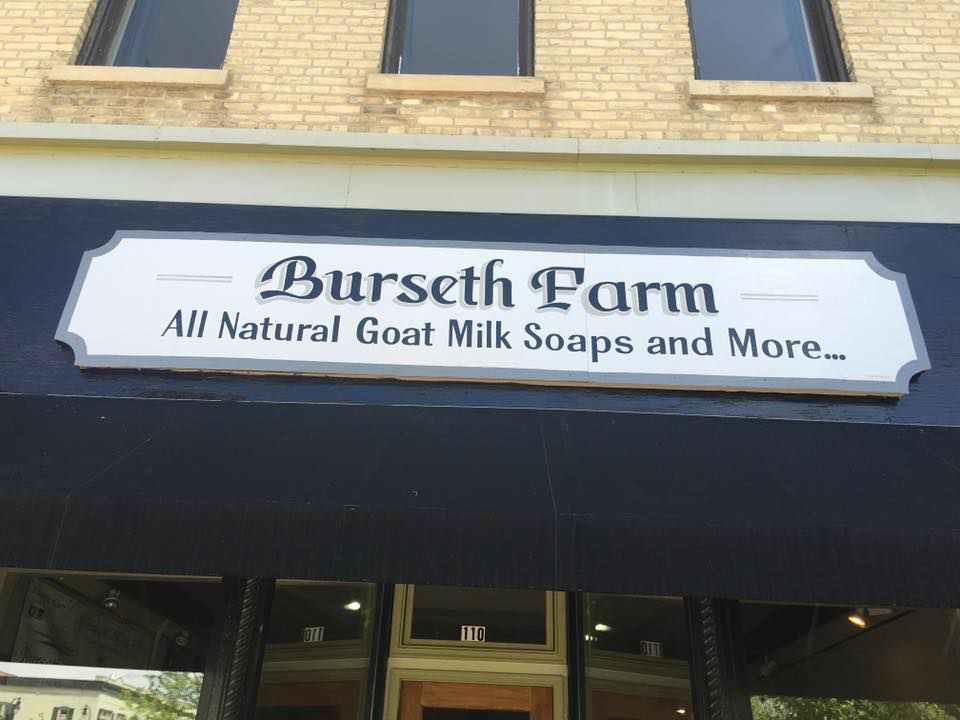 Burseth Farm
All Natural Goat Milk Soaps and More...
110